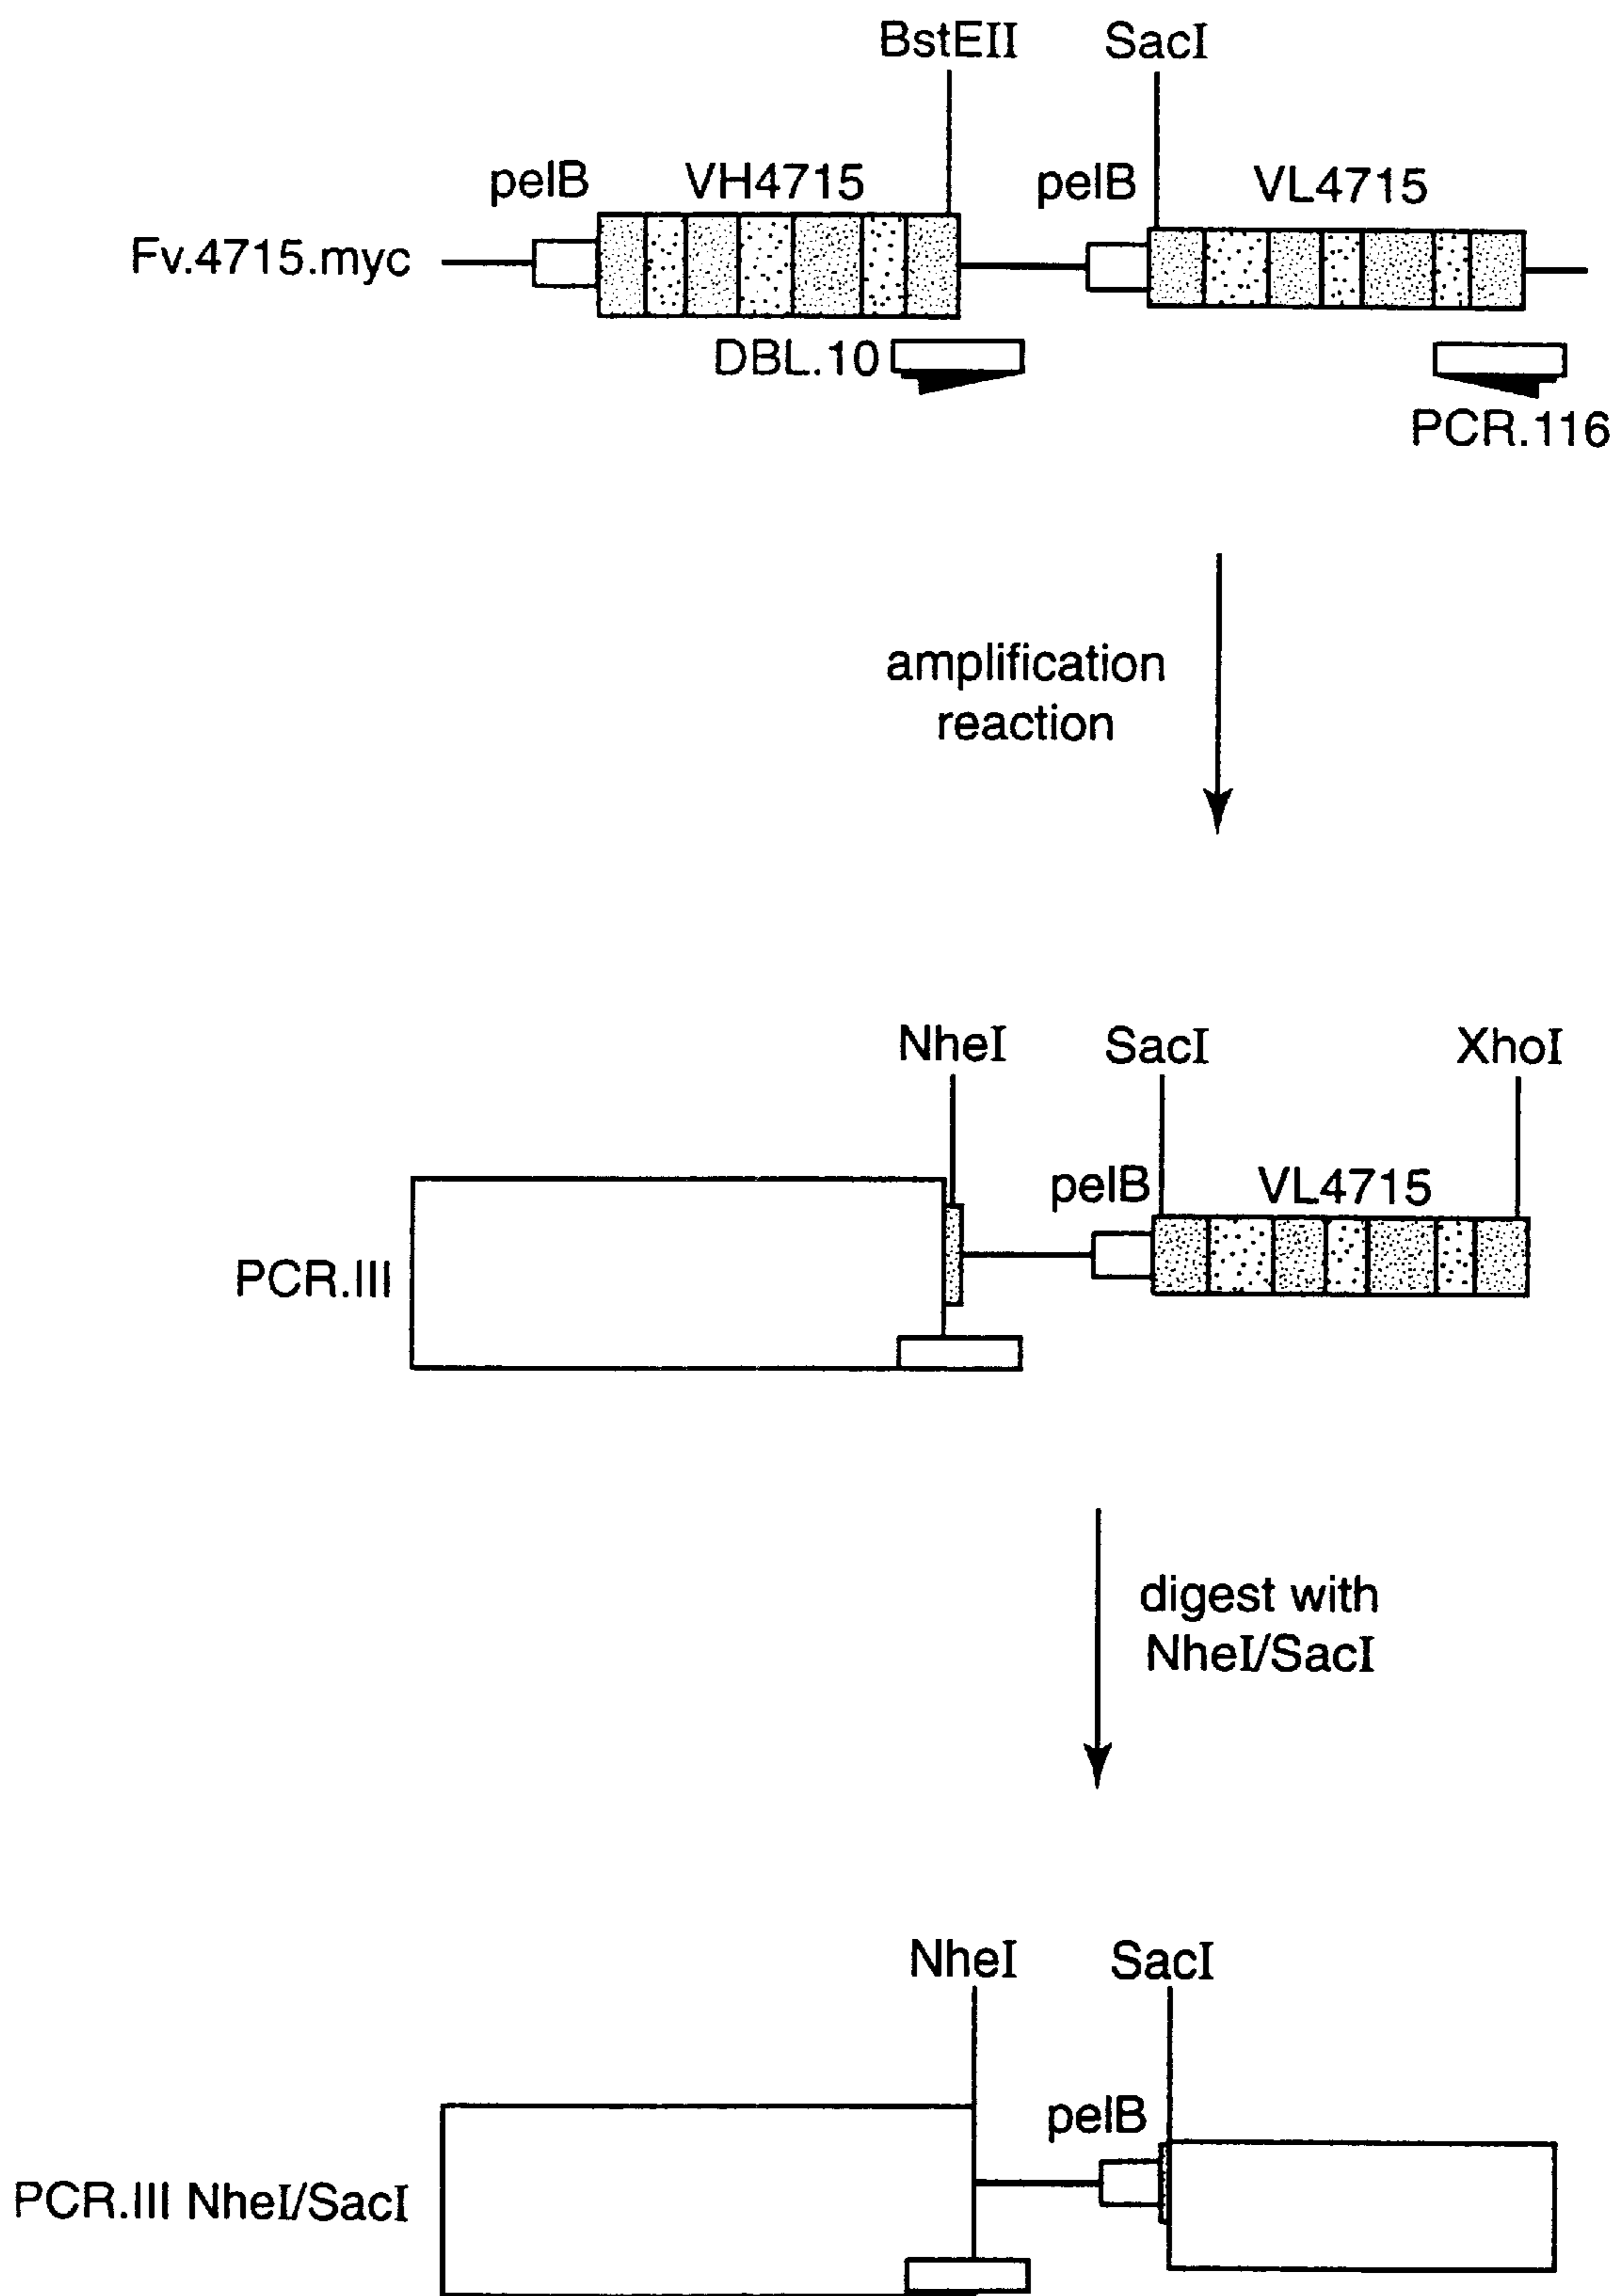 BstEII SacI
pelB VH4715 pelB VL4715
Fv.4715.myc
DBL.10
PCR.116
amplification
reaction
NheI SacI XhoI
pelB VL4715
PCR.III
digest with
NheI/SacI
NheI SacI
pelB
PCR.III NheI/SacI